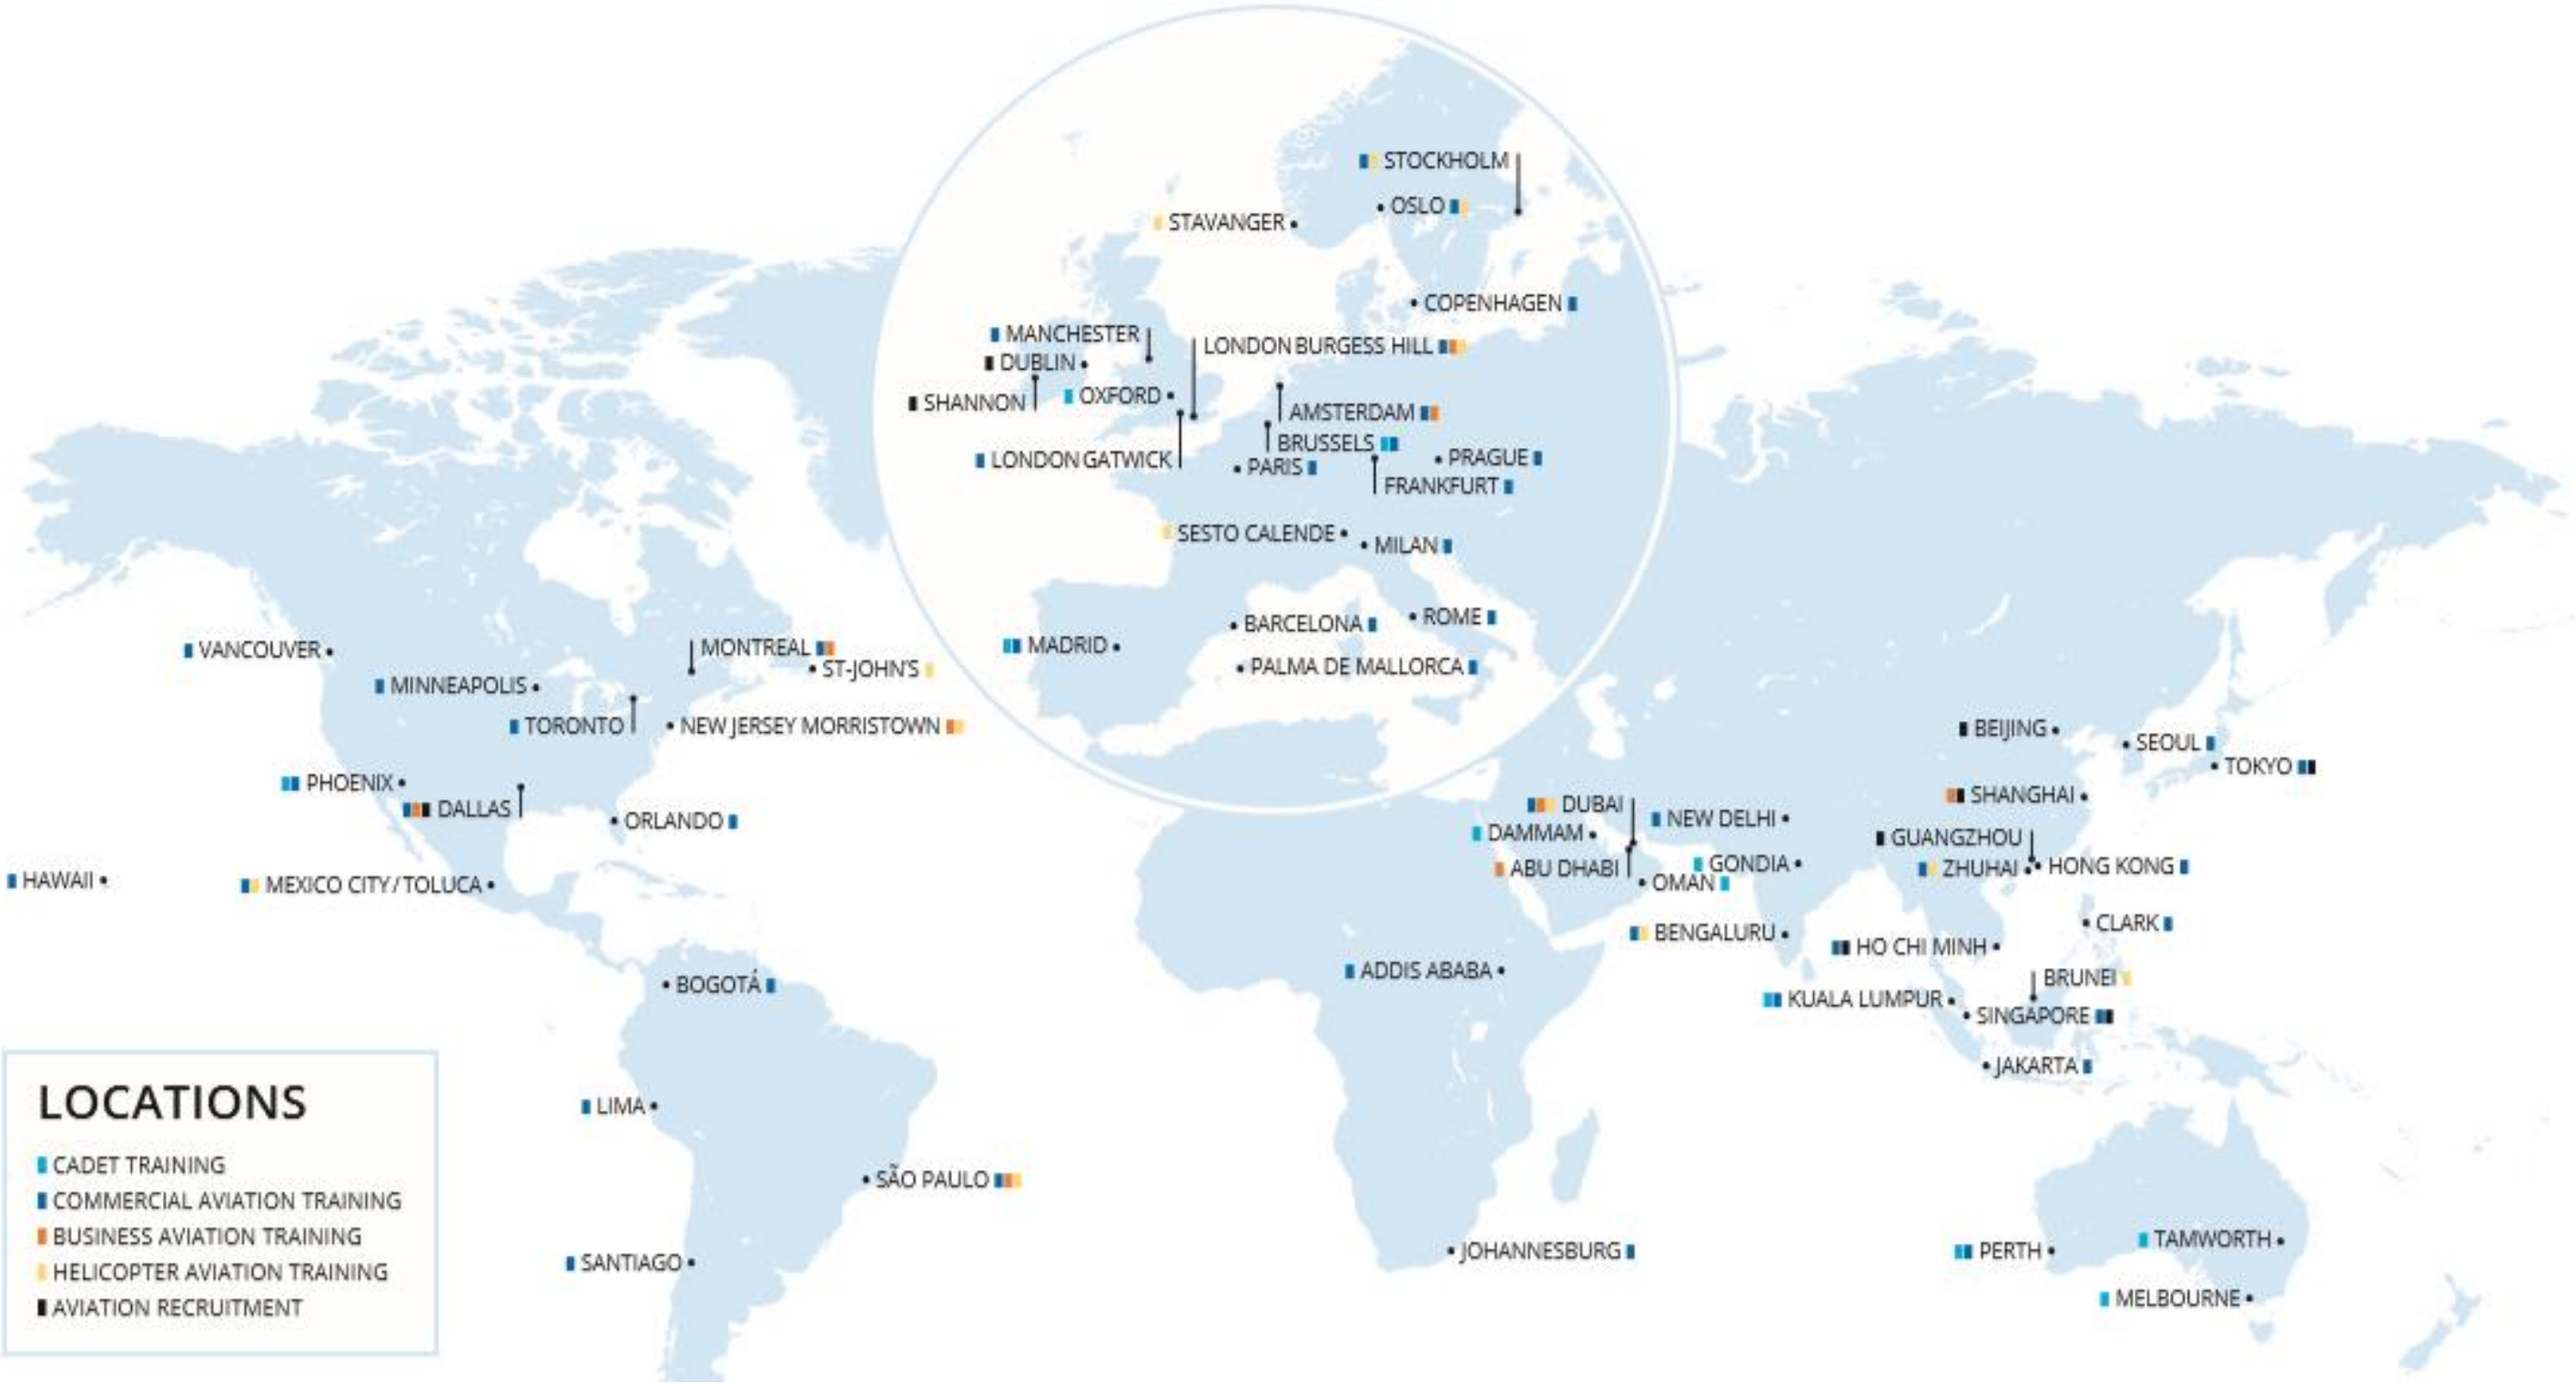 STOCKHOLM
OSLO
STAVANGER
COPENHAGEN
MANCHESTER
LONDON BURGESS HILL
DUBLIN
OXFORD
SHANNON
AMSTERDAM
BRUSSELS
LONDON GATWICK
PARIS
PRAGUE
FRANKFURT
SESTO CALENDE
MILAN
BARCELONA
ROME
MADRID
PALMA DE MALLORCA
VANCOUVER
MONTREAL
ST-JOHN'S
MINNEAPOLIS
TORONTO
NEW JERSEY MORRISTOWN
PHOENIX
DALLAS
ORLANDO
HAWAII
MEXICO CITY / TOLUCA
BOGOTÁ
LIMA
SÃO PAULO
SANTIAGO
BEIJING
SEOUL
TOKYO
SHANGHAI
DUBAI
NEW DELHI
DAMMAM
GUANGZHOU
ABU DHABI
GONDIA
ZHUHAI
HONG KONG
OMAN
BENGALURU
CLARK
HO CHI MINH
ADDIS ABABA
BRUNEI
KUALA LUMPUR
SINGAPORE
JAKARTA
JOHANNESBURG
PERTH
TAMWORTH
MELBOURNE
LOCATIONS
CADET TRAINING
COMMERCIAL AVIATION TRAINING
BUSINESS AVIATION TRAINING
HELICOPTER AVIATION TRAINING
AVIATION RECRUITMENT